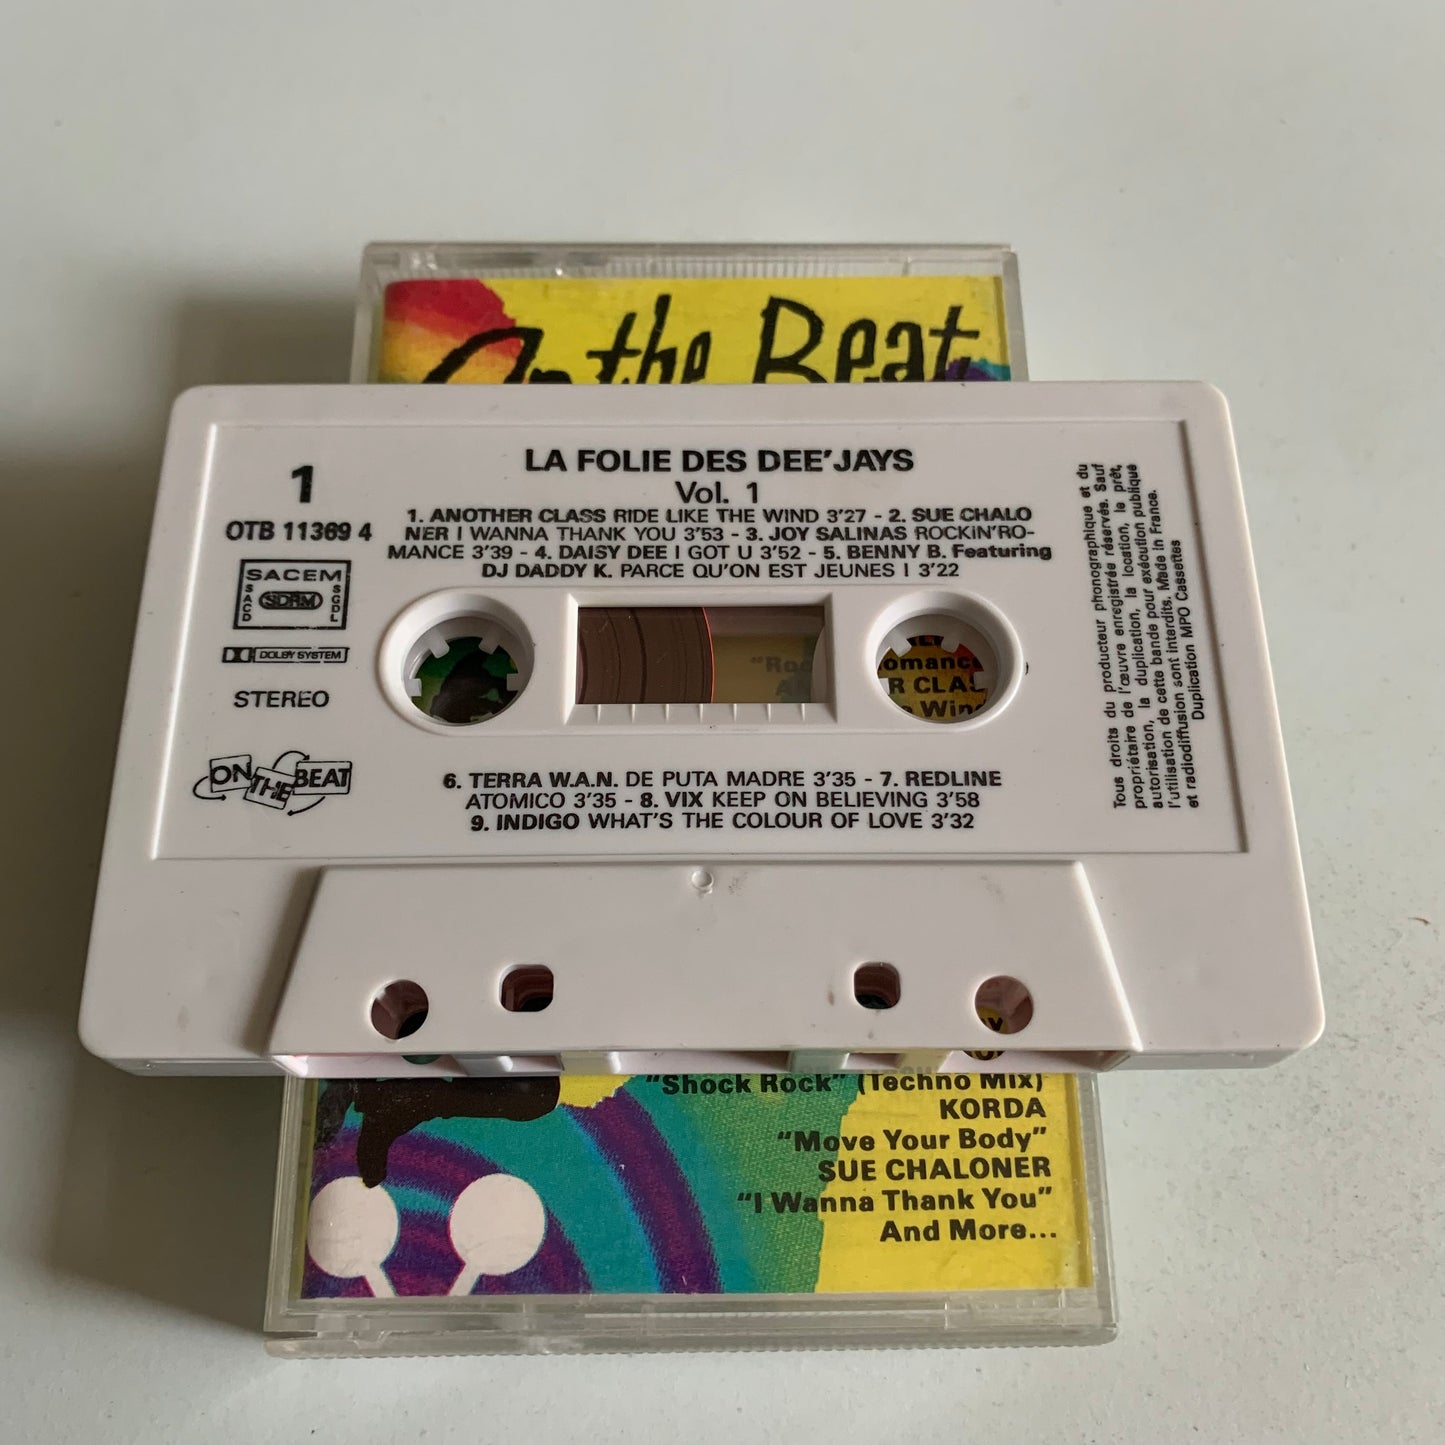 On the Beat
LA FOLIE DES DEE'JAYS
Vol. 1
1
OTB 11369 4
1. ANOTHER CLASS RIDE LIKE THE WIND 3'27 - 2. SUE CHALO
NER I WANNA THANK YOU 3'53 - 3. JOY SALINAS ROCKIN'RO-
MANCE 3'39 - 4. DAISY DEE I GOT U 3'52 - 5. BENNY B. Featuring
DJ DADDY K. PARCE QU'ON EST JEUNES ! 3'22
SACEM
SACD
SDRM
SGDL
DOLBY SYSTEM
STEREO
ON THE BEAT
"Roc
omance
R CLAS
Wind
6. TERRA W.A.N. DE PUTA MADRE 3'35 - 7. REDLINE
ATOMICO 3'35 - 8. VIX KEEP ON BELIEVING 3'58
9. INDIGO WHAT'S THE COLOUR OF LOVE 3'32
Tous droits du producteur phonographique et du
propriétaire de l'œuvre enregistrée réservés. Sauf
autorisation, la duplication, la location, le prêt,
l'utilisation de cette bande pour exécution publique
et radiodiffusion sont interdits. Made in France.
Duplication MPO Cassettes
"Shock Rock" (Techno Mix)
KORDA
"Move Your Body"
SUE CHALONER
"I Wanna Thank You"
And More...